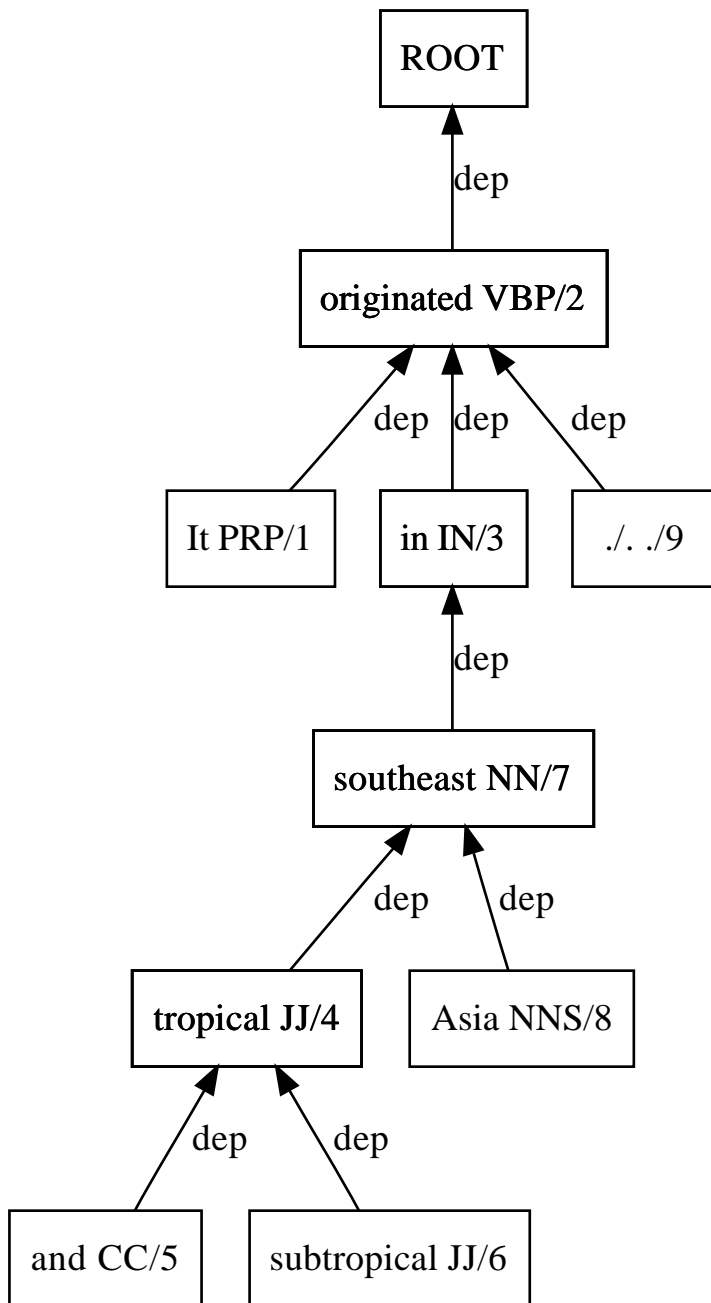 ROOT
dep
originated VBP/2
dep dep dep
It PRP/1 in IN/3 ./. ./9
dep
southeast NN/7
dep dep
tropical JJ/4 Asia NNS/8
dep dep
and CC/5 subtropical JJ/6